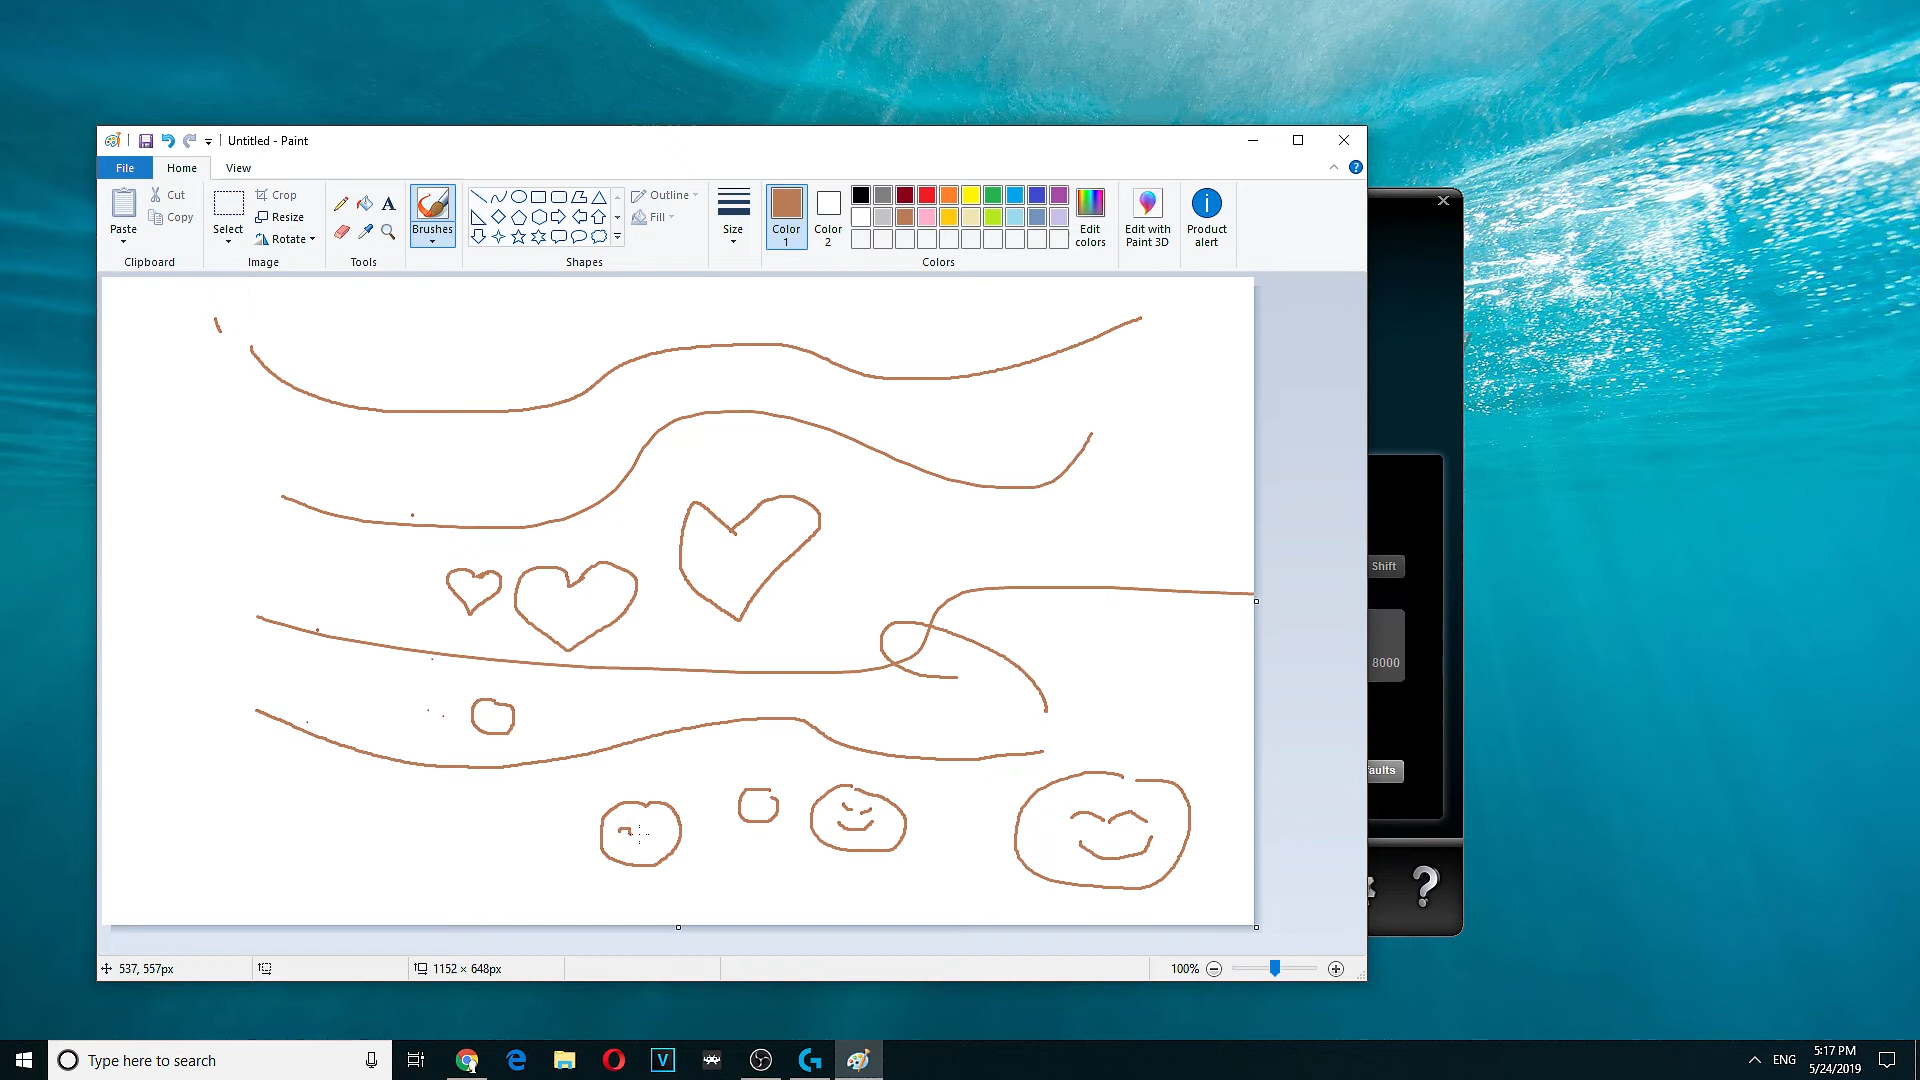 Untitled - Paint
File Home View
Paste Cut Copy Clipboard
Select Crop Resize Rotate Image
A Tools
Brushes
Outline Fill Shapes
Size
Color 1 Color 2 Edit colors Colors
Edit with Paint 3D
Product alert
Shift
8000
faults
?
537, 557px 1152 × 648px 100%
Type here to search
ENG 5:17 PM
5/24/2019